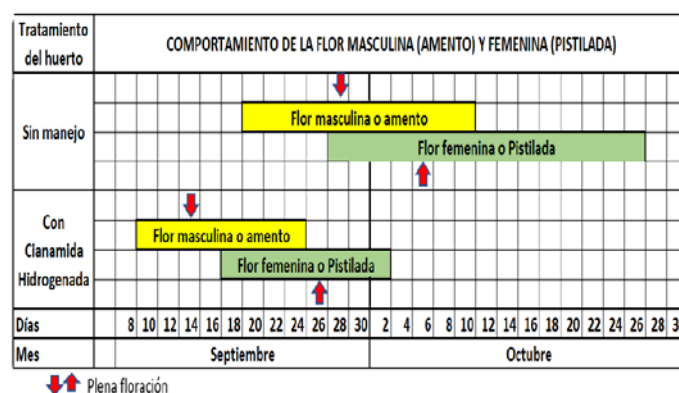 Tratamiento
del huerto
COMPORTAMIENTO DE LA FLOR MASCULINA (AMENTO) Y FEMENINA (PISTILADA)
Sin manejo
Flor masculina o amento
Flor femenina o Pistilada
Con
Cianamida
Hidrogenada
Flor masculina o amento
Flor femenina o Pistilada
Días 8 10 12 14 16 18 20 22 24 26 28 30 2 4 6 8 10 12 14 16 18 20 22 24 26 28
Mes Septiembre Octubre
Plena floración